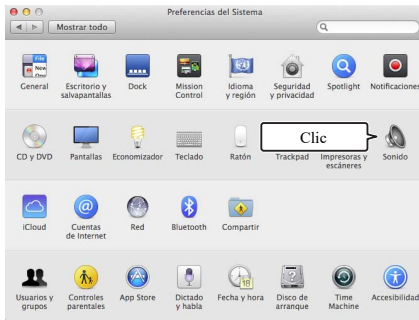 Preferencias del Sistema
Mostrar todo
General
Escritorio y
salvapantallas
Dock
Mission
Control
Idioma
y región
Seguridad
y privacidad
Spotlight
Notificaciones
CD y DVD
Pantallas
Economizador
Teclado
Ratón
Trackpad
Impresoras y
escáneres
Sonido
Clic
iCloud
Cuentas
de Internet
Red
Bluetooth
Compartir
Usuarios y
grupos
Controles
parentales
App Store
Dictado
y habla
Fecha y hora
18
Disco de
arranque
Time
Machine
Accesibilidad